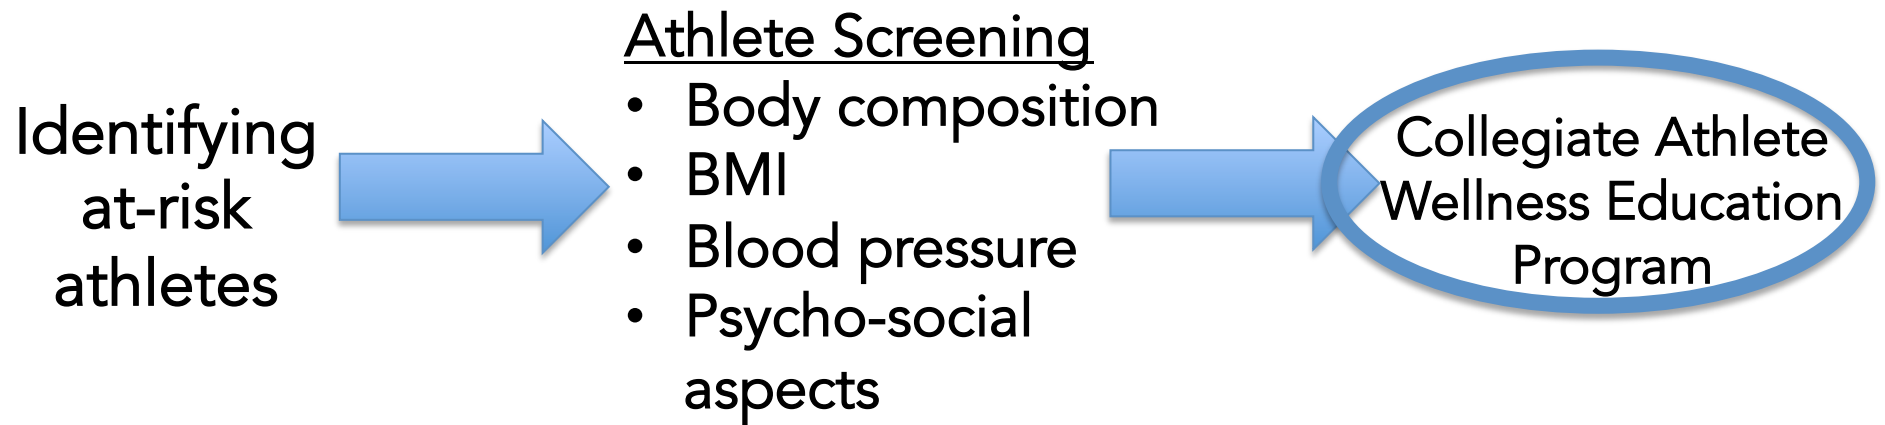 Identifying
at-risk
athletes
Athlete Screening
• Body composition
• BMI
• Blood pressure
• Psycho-social
aspects
Collegiate Athlete
Wellness Education
Program